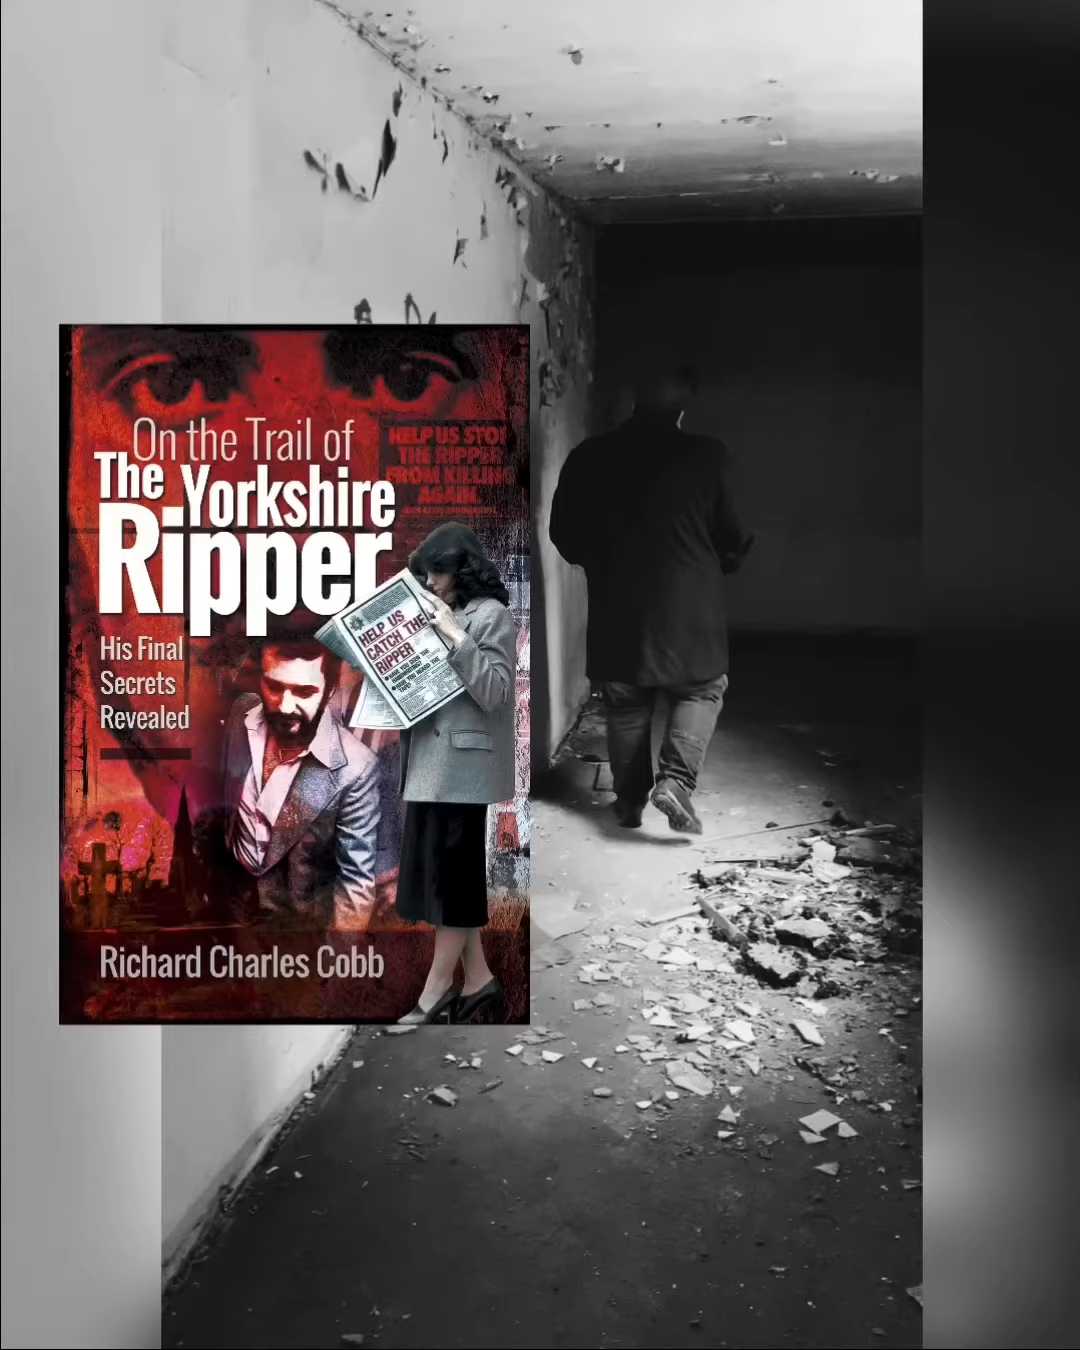 On the Trail of
The Yorkshire
Ripper
HELP US STOP
THE RIPPER
FROM KILLING
AGAIN.
HELP US
CATCH THE
RIPPER
His Final
Secrets
Revealed
Richard Charles Cobb